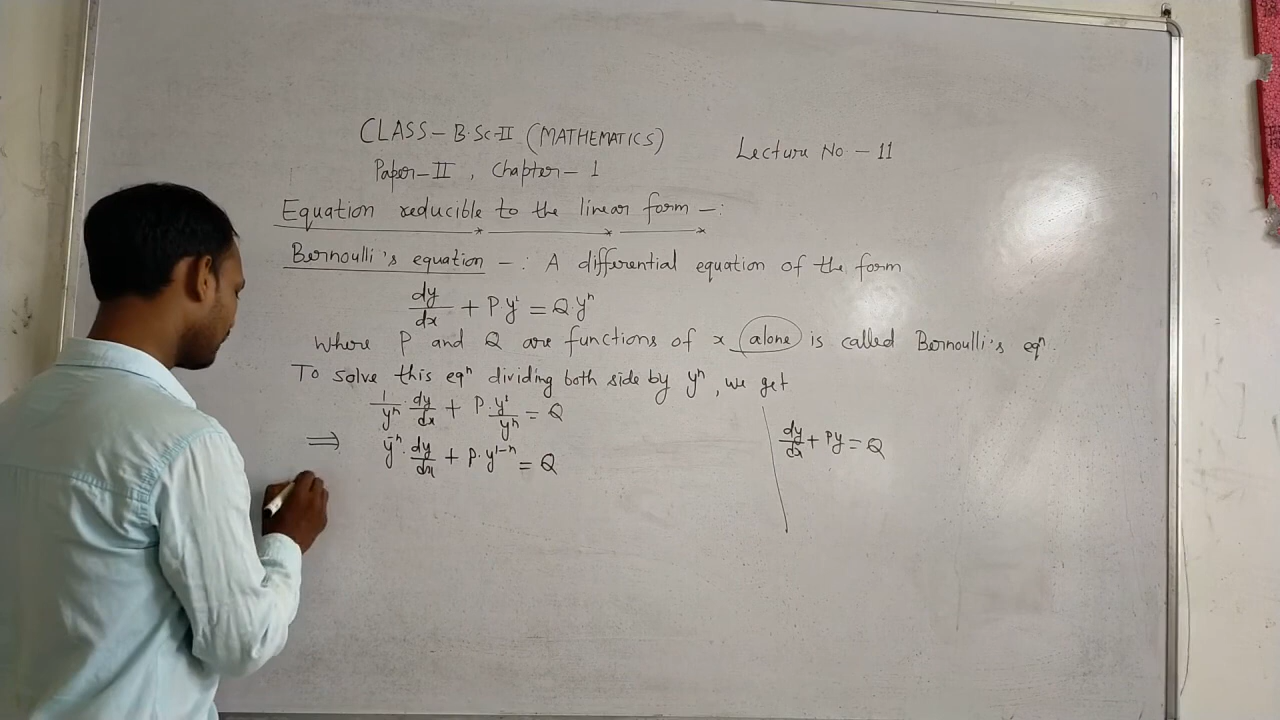 CLASS - B.Sc-II (MATHEMATICS)
Lecture No. - 11
Paper-II , Chapter - 1
Equation reducible to the linear form -:
Bernoulli's equation -: A differential equation of the form
dy/dx + P y¹ = Q.yⁿ
Where P and Q are functions of x alone is called Bernoulli's eqⁿ.
To solve this eqⁿ dividing both side by yⁿ, we get
1/yⁿ . dy/dx + P. y¹/yⁿ = Q
⟹ y⁻ⁿ. dy/dx + P. y¹⁻ⁿ = Q
dy/dx + Py = Q